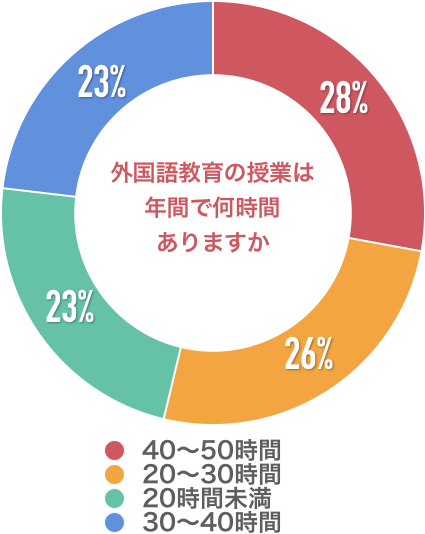 23%
28%
外国語教育の授業は
年間で何時間
ありますか
23%
26%
40〜50時間
20〜30時間
20時間未満
30〜40時間